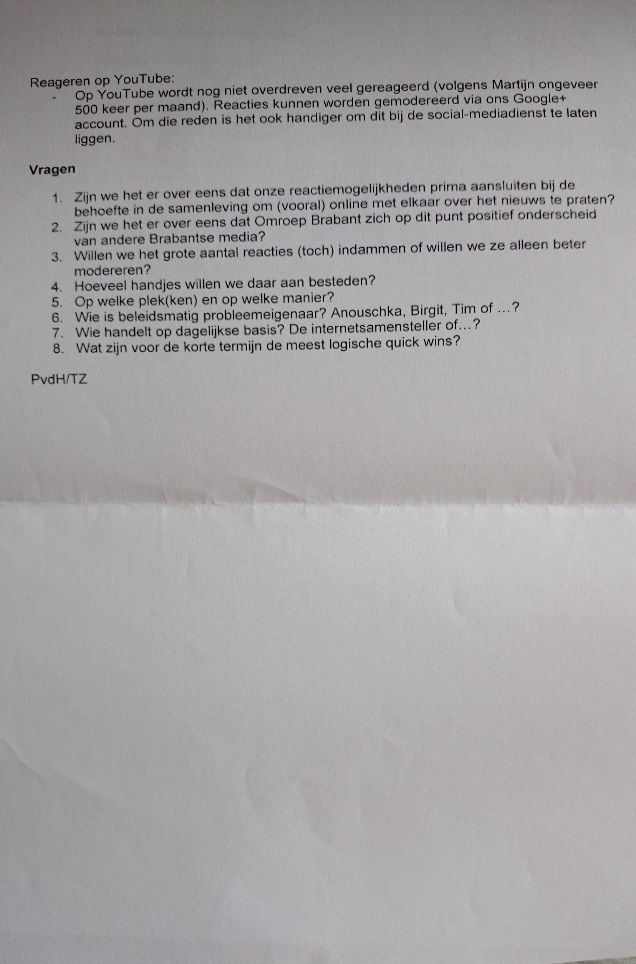 Reageren op YouTube:
- Op YouTube wordt nog niet overdreven veel gereageerd (volgens Martijn ongeveer
500 keer per maand). Reacties kunnen worden gemodereerd via ons Google+
account. Om die reden is het ook handiger om dit bij de social-mediadienst te laten
liggen.
Vragen
1. Zijn we het er over eens dat onze reactiemogelijkheden prima aansluiten bij de
behoefte in de samenleving om (vooral) online met elkaar over het nieuws te praten?
2. Zijn we het er over eens dat Omroep Brabant zich op dit punt positief onderscheid
van andere Brabantse media?
3. Willen we het grote aantal reacties (toch) indammen of willen we ze alleen beter
modereren?
4. Hoeveel handjes willen we daar aan besteden?
5. Op welke plek(ken) en op welke manier?
6. Wie is beleidsmatig probleemeigenaar? Anouschka, Birgit, Tim of ...?
7. Wie handelt op dagelijkse basis? De internetsamensteller of...?
8. Wat zijn voor de korte termijn de meest logische quick wins?
PvdH/TZ